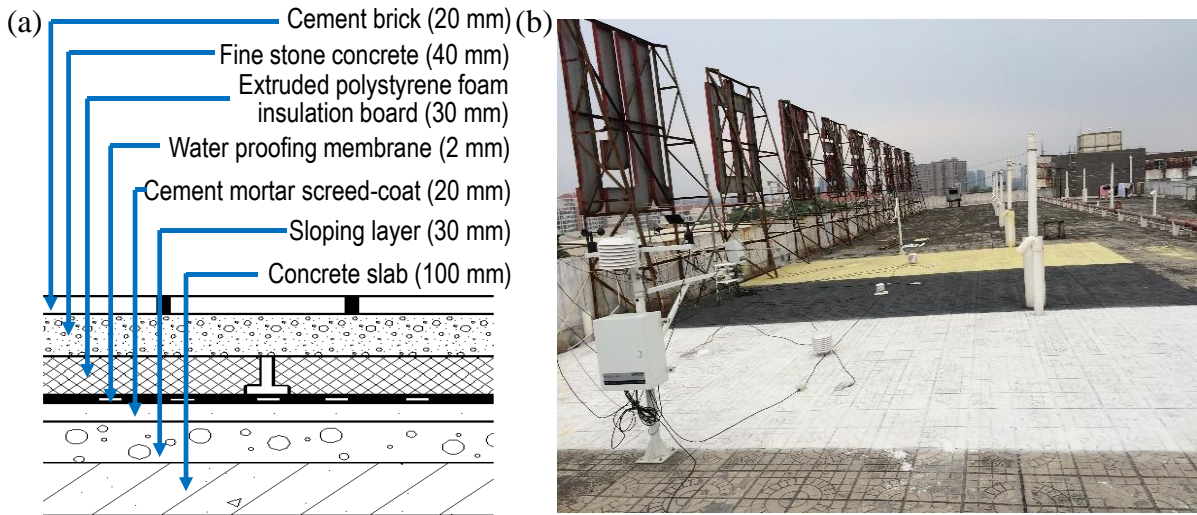 (a)
Cement brick (20 mm)
Fine stone concrete (40 mm)
Extruded polystyrene foam
insulation board (30 mm)
Water proofing membrane (2 mm)
Cement mortar screed-coat (20 mm)
Sloping layer (30 mm)
Concrete slab (100 mm)
(b)